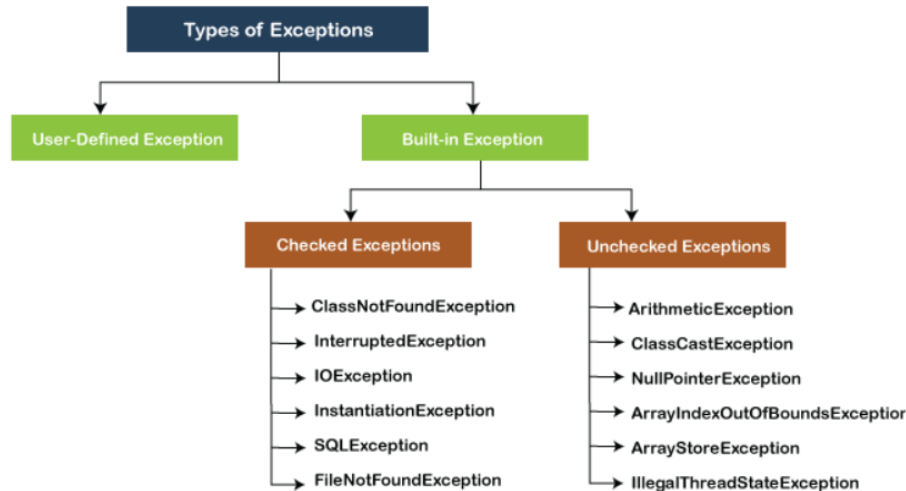 Types of Exceptions
User-Defined Exception
Built-in Exception
Checked Exceptions
Unchecked Exceptions
ClassNotFoundException
InterruptedException
IOException
InstantiationException
SQLException
FileNotFoundException
ArithmeticException
ClassCastException
NullPointerException
ArrayIndexOutOfBoundsException
ArrayStoreException
IllegalThreadStateException